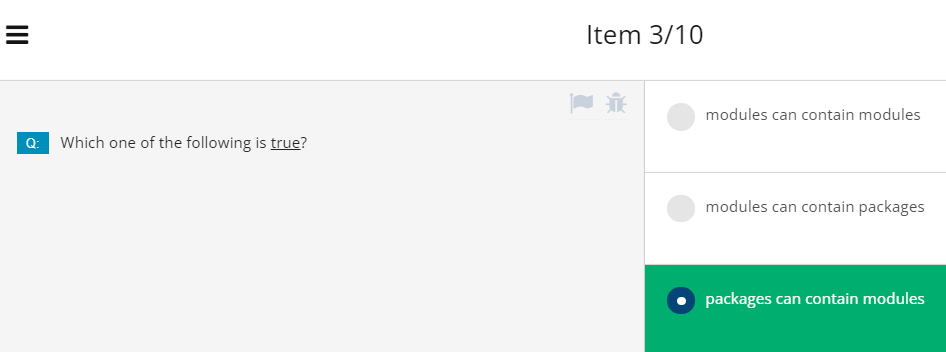 Item 3/10
Q: Which one of the following is true?
modules can contain modules
modules can contain packages
packages can contain modules